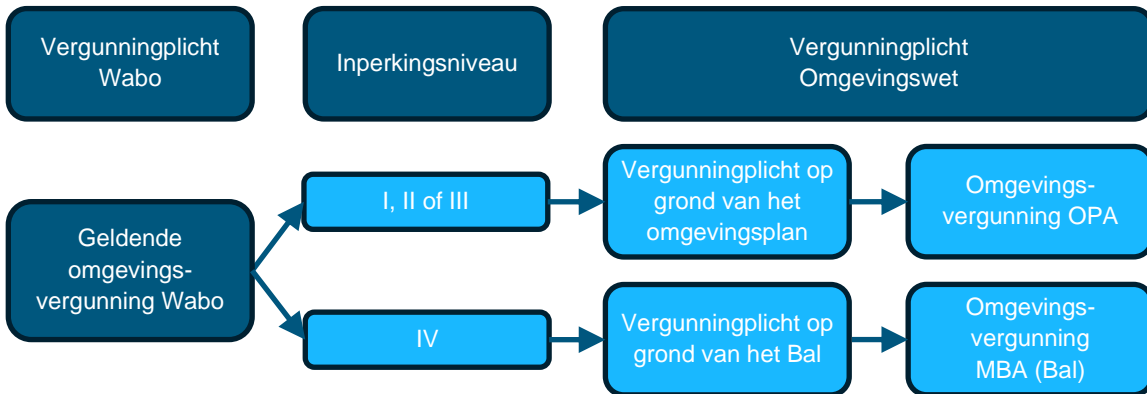 Vergunningplicht
Wabo
Inperkingsniveau
Vergunningplicht
Omgevingswet
Geldende
omgevings-
vergunning Wabo
I, II of III
Vergunningplicht op
grond van het
omgevingsplan
Omgevings-
vergunning OPA
IV
Vergunningplicht op
grond van het Bal
Omgevings-
vergunning
MBA (Bal)